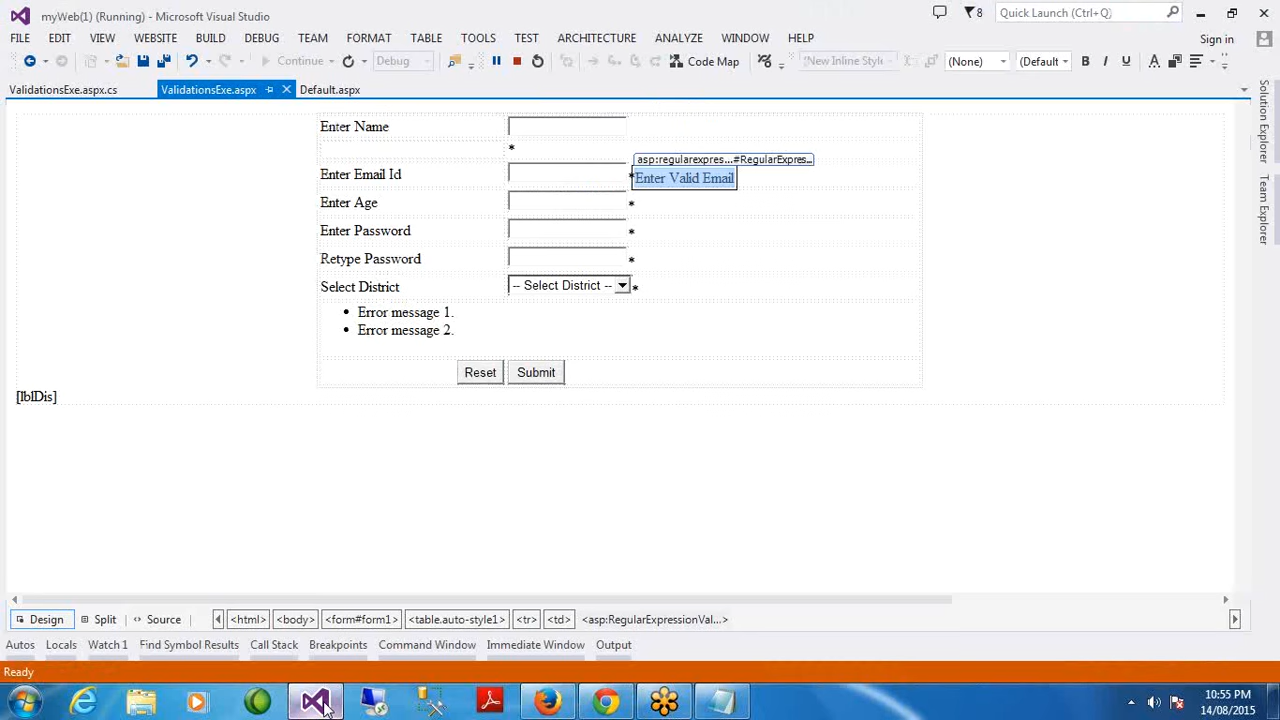 myWeb(1) (Running) - Microsoft Visual Studio
8
Quick Launch (Ctrl+Q)
FILE EDIT VIEW WEBSITE BUILD DEBUG TEAM FORMAT TABLE TOOLS TEST ARCHITECTURE ANALYZE WINDOW HELP
Sign in
Continue Debug Code Map (New Inline Styl (None) (Default B I U A
ValidationsExe.aspx.cs ValidationsExe.aspx Default.aspx
Solution Explorer
Team Explorer
Enter Name
*
asp:regularexpres...#RegularExpres...
Enter Email Id * Enter Valid Email
Enter Age *
Enter Password *
Retype Password *
Select District -- Select District -- *
• Error message 1.
• Error message 2.
Reset Submit
[lblDis]
Design Split Source <html> <body> <form#form1> <table.auto-style1> <tr> <td> <asp:RegularExpressionVal...>
Autos Locals Watch 1 Find Symbol Results Call Stack Breakpoints Command Window Immediate Window Output
Ready
10:55 PM
14/08/2015